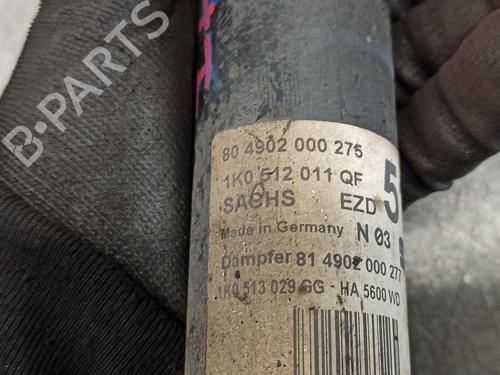 B-PARTS
80 4902 000 275
1K0 512 011 QF
SACHS EZD 5
Made in Germany N 03
Dämpfer 81 4902 000 277
1K0 513 029 GG - HA 5600 WD